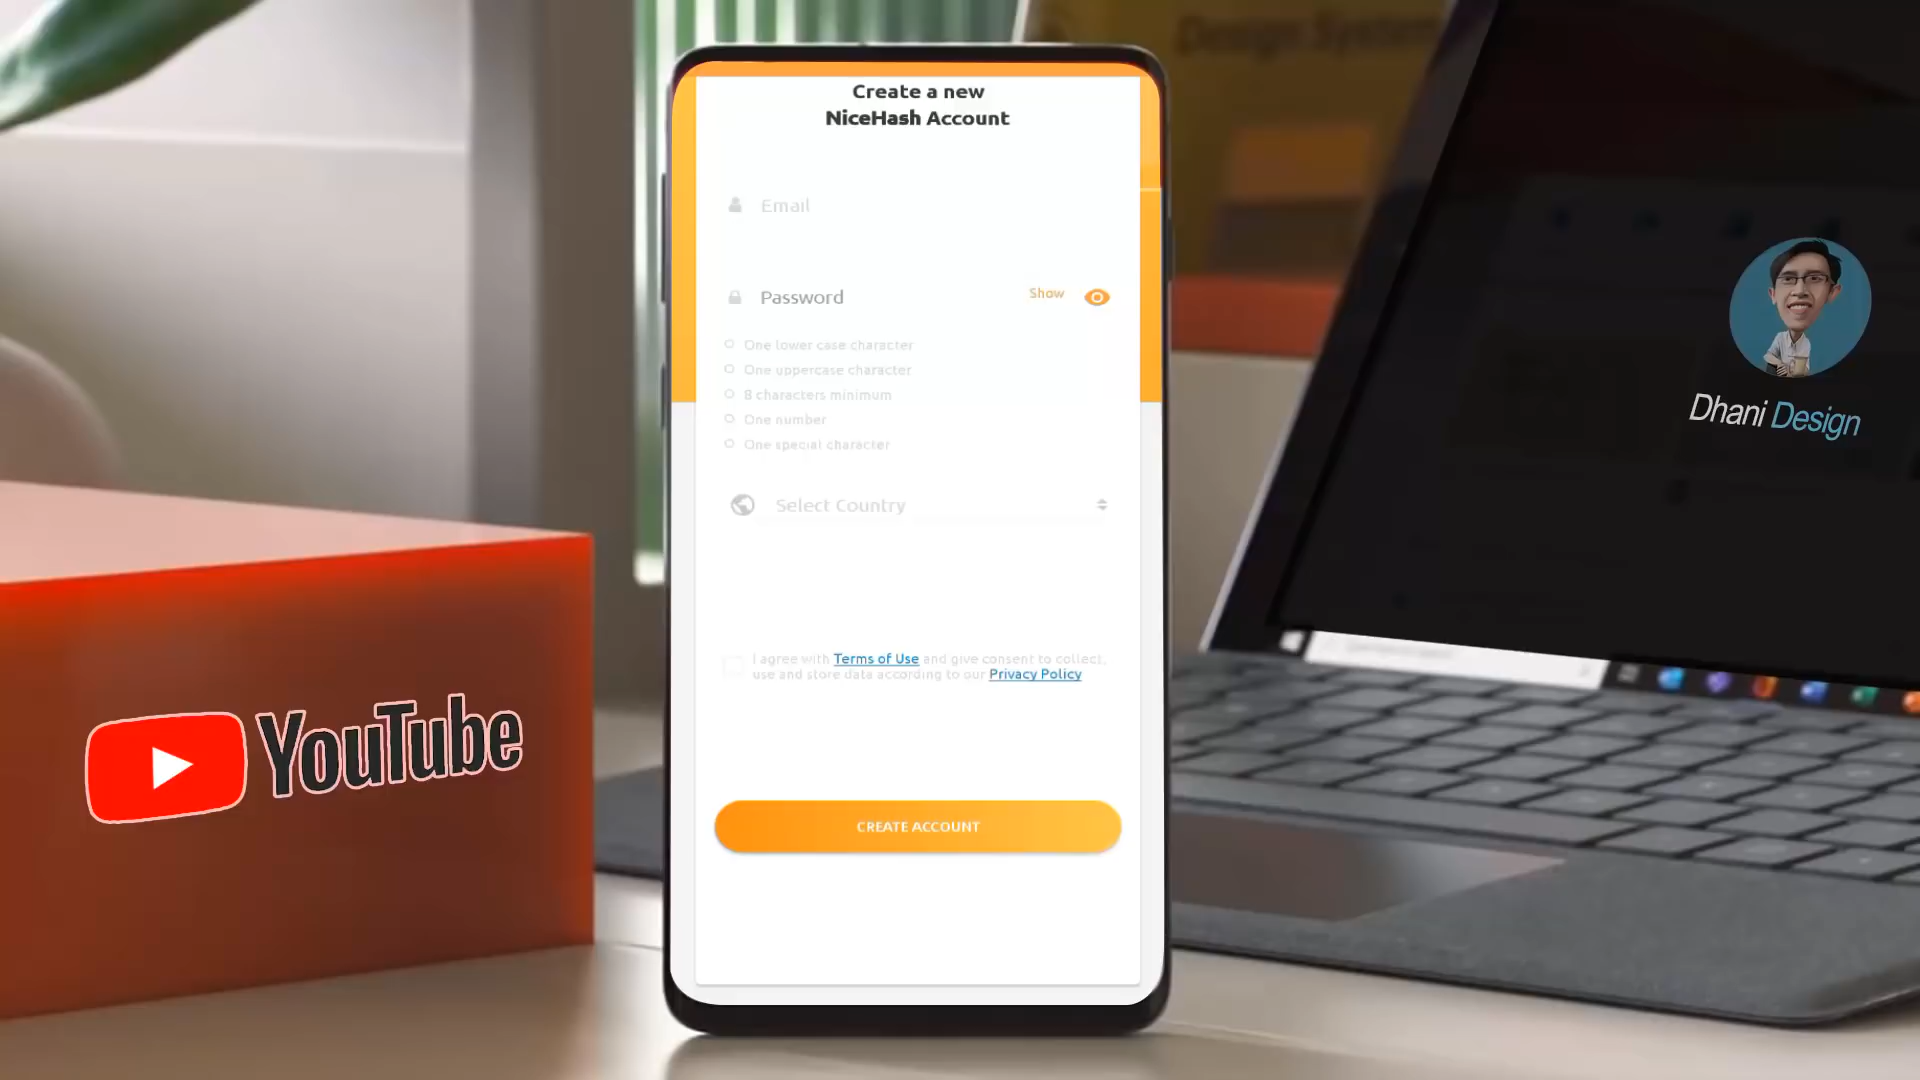 Design System
Create a new
NiceHash Account
Email
Password
Show
One lower case character
One uppercase character
8 characters minimum
One number
One special character
Select Country
I agree with Terms of Use and give consent to collect,
use and store data according to our Privacy Policy
CREATE ACCOUNT
YouTube
Dhani Design